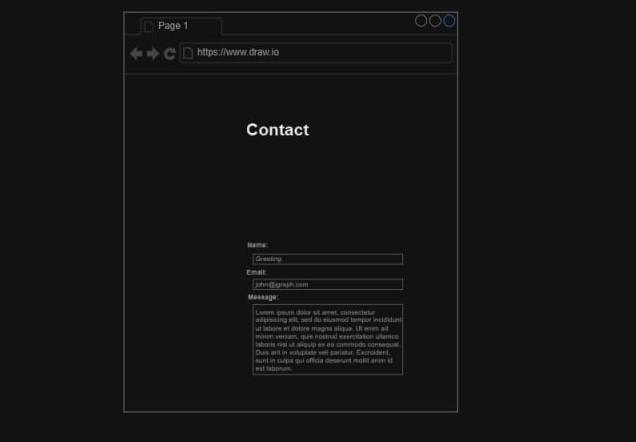 Page 1
https://www.draw.io
Contact
Name:
Greeting
Email:
john@jgraph.com
Message:
Lorem ipsum dolor sit amet, consectetur
adipisicing elit, sed do eiusmod tempor incididunt
ut labore et dolore magna aliqua. Ut enim ad
minim veniam, quis nostrud exercitation ullamco
laboris nisi ut aliquip ex ea commodo consequat.
Duis arit in voluptate veli pariatur. Excroident,
sunt in culpa qui officia deserunt mollit anim id
est laborum.